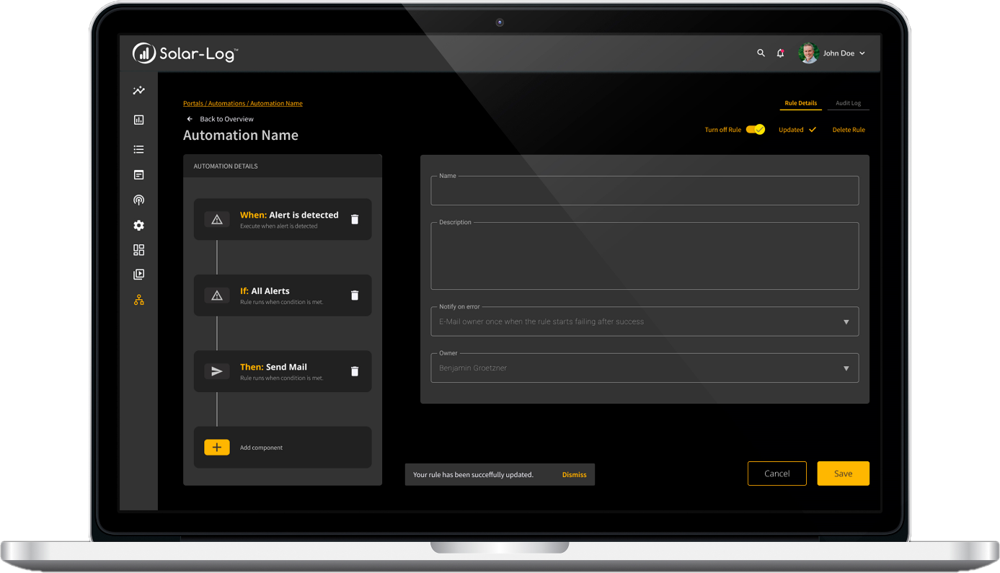 Solar-Log™
John Doe
Portals / Automations / Automation Name
Rule Details
Audit Log
Back to Overview
Automation Name
Turn off Rule
Updated
Delete Rule
AUTOMATION DETAILS
When: Alert is detected
Execute when alert is detected
If: All Alerts
Rule runs when condition is met.
Then: Send Mail
Rule runs when condition is met.
Add component
Name
Description
Notify on error
E-Mail owner once when the rule starts failing after success
Owner
Benjamin Groetzner
Your rule has been succeffully updated.
Dismiss
Cancel
Save